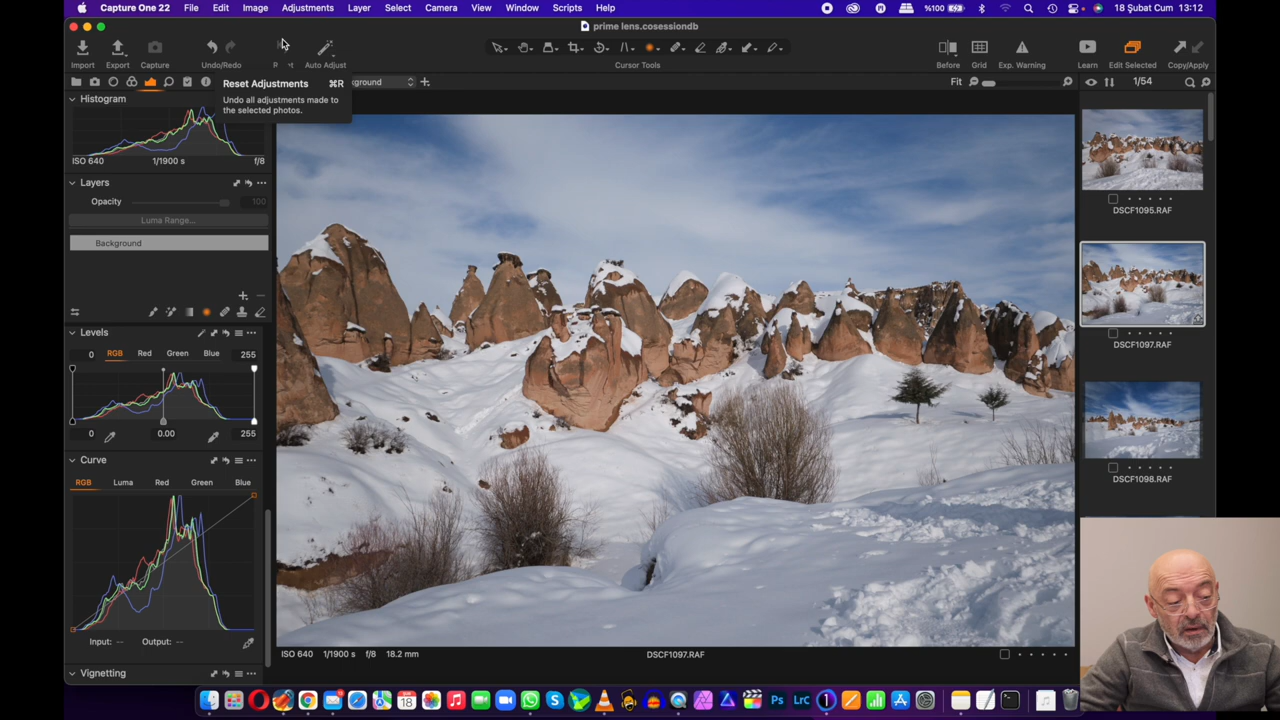 Capture One 22 File Edit Image Adjustments Layer Select Camera View Window Scripts Help %100 18 Şubat Cum 13:12
prime lens.cosessiondb
Import Export Capture Undo/Redo Auto Adjust Cursor Tools Before Grid Exp. Warning Learn Edit Selected Copy/Apply
Reset Adjustments ⌘R
Undo all adjustments made to
the selected photos.
Fit 1/54
Histogram
ISO 640 1/1900 s f/8
Layers
Opacity 100
Luma Range...
Background
Levels
0 RGB Red Green Blue 255
0 0.00 255
Curve
RGB Luma Red Green Blue
Input: -- Output: --
Vignetting
ISO 640 1/1900 s f/8 18.2 mm DSCF1097.RAF
DSCF1095.RAF
DSCF1097.RAF
DSCF1098.RAF
18
Ps LrC